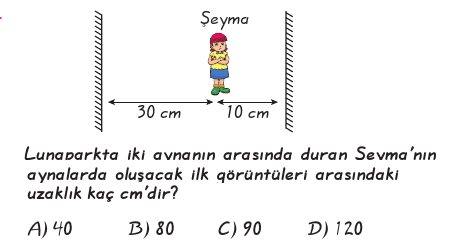 Şeyma
30 cm 10 cm
Lunaparkta iki aynanın arasında duran Şeyma'nın
aynalarda oluşacak ilk görüntüleri arasındaki
uzaklık kaç cm'dir?
A) 40 B) 80 C) 90 D) 120